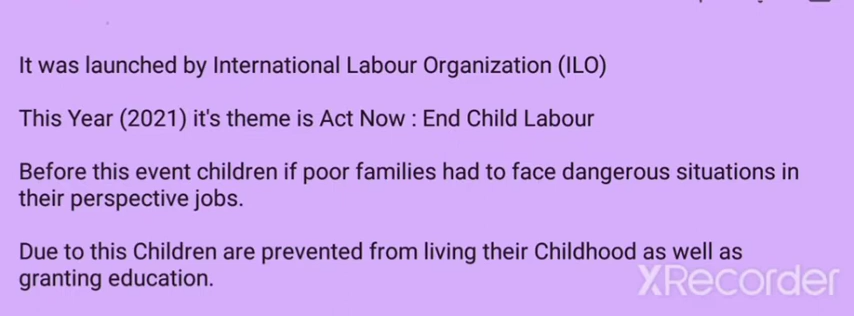 It was launched by International Labour Organization (ILO)
This Year (2021) it's theme is Act Now : End Child Labour
Before this event children if poor families had to face dangerous situations in
their perspective jobs.
Due to this Children are prevented from living their Childhood as well as
granting education.
XRecorder